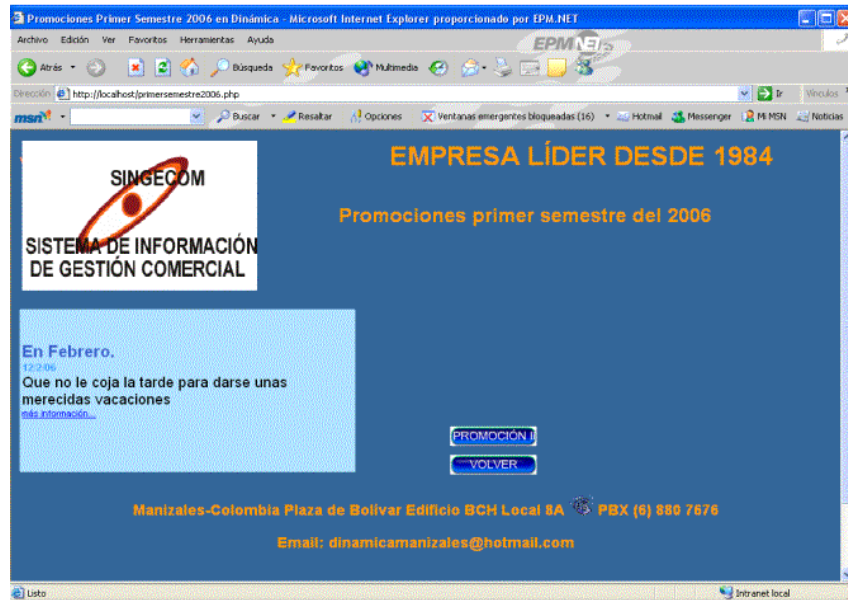 Promociones Primer Semestre 2006 en Dinámica - Microsoft Internet Explorer proporcionado por EPM.NET
Archivo Edición Ver Favoritos Herramientas Ayuda
EPM NET
Atrás Búsqueda Favoritos Multimedia
Dirección http://localhost/primersemestre2006.php Ir Vínculos
msn Buscar Resaltar Opciones Ventanas emergentes bloqueadas (16) Hotmail Messenger Mi MSN Noticias
SINGECOM
SISTEMA DE INFORMACIÓN
DE GESTIÓN COMERCIAL
EMPRESA LÍDER DESDE 1984
Promociones primer semestre del 2006
En Febrero.
12/2/06
Que no le coja la tarde para darse unas
merecidas vacaciones
más información...
PROMOCIÓN II
VOLVER
Manizales-Colombia Plaza de Bolivar Edificio BCH Local 8A PBX (6) 880 7676
Email: dinamicamanizales@hotmail.com
Listo Intranet local